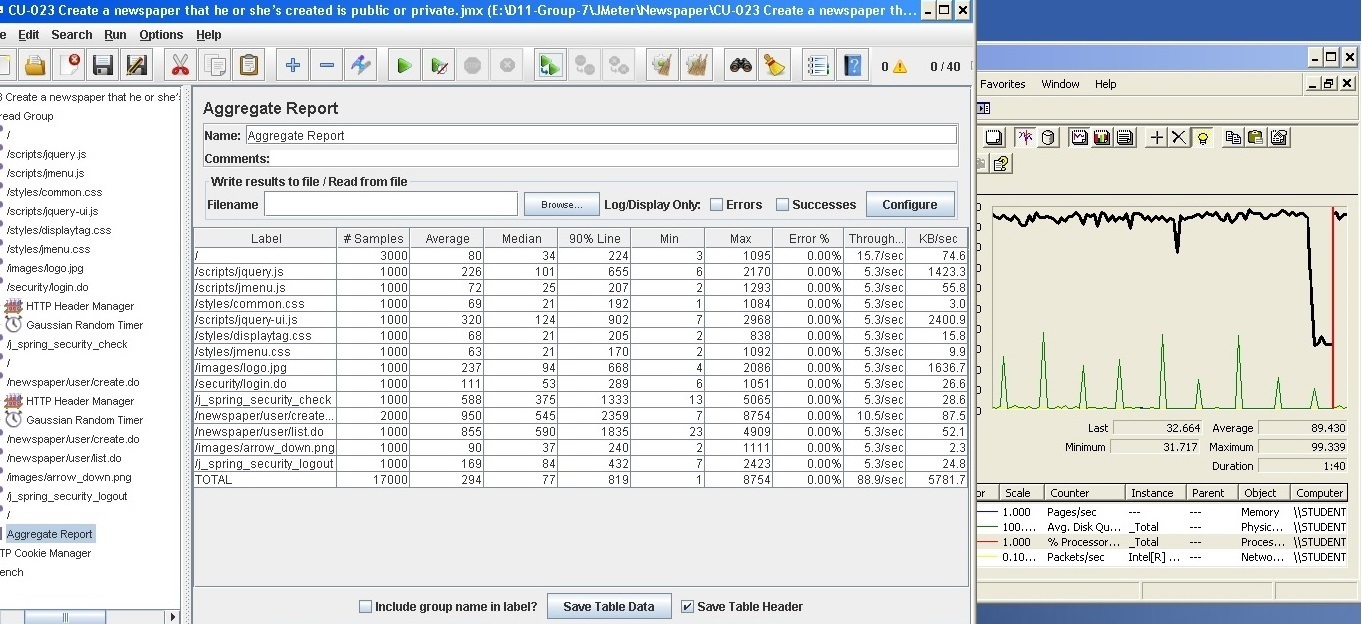 CU-023 Create a newspaper that he or she's created is public or private.jmx (E:\D11-Group-7\JMeter\Newspaper\CU-023 Create a newspaper th...
e Edit Search Run Options Help
0 0 / 40
3 Create a newspaper that he or she's
read Group
/
/scripts/jquery.js
/scripts/jmenu.js
/styles/common.css
/scripts/jquery-ui.js
/styles/displaytag.css
/styles/jmenu.css
/images/logo.jpg
/security/login.do
HTTP Header Manager
Gaussian Random Timer
/j_spring_security_check
/
/newspaper/user/create.do
HTTP Header Manager
Gaussian Random Timer
/newspaper/user/create.do
/newspaper/user/list.do
/images/arrow_down.png
/j_spring_security_logout
/
Aggregate Report
TP Cookie Manager
ench
Aggregate Report
Name: Aggregate Report
Comments:
Write results to file / Read from file
Filename Browse... Log/Display Only: Errors Successes Configure
Label # Samples Average Median 90% Line Min Max Error % Through... KB/sec
/ 3000 80 34 224 3 1095 0.00% 15.7/sec 74.6
/scripts/jquery.js 1000 226 101 655 6 2170 0.00% 5.3/sec 1423.3
/scripts/jmenu.js 1000 72 25 207 2 1293 0.00% 5.3/sec 55.8
/styles/common.css 1000 69 21 192 1 1084 0.00% 5.3/sec 3.0
/scripts/jquery-ui.js 1000 320 124 902 7 2968 0.00% 5.3/sec 2400.9
/styles/displaytag.css 1000 68 21 205 2 838 0.00% 5.3/sec 15.8
/styles/jmenu.css 1000 63 21 170 2 1092 0.00% 5.3/sec 9.9
/images/logo.jpg 1000 237 94 668 4 2086 0.00% 5.3/sec 1636.7
/security/login.do 1000 111 53 289 6 1051 0.00% 5.3/sec 26.6
/j_spring_security_check 1000 588 375 1333 13 5065 0.00% 5.3/sec 28.6
/newspaper/user/create... 2000 950 545 2359 7 8754 0.00% 10.5/sec 87.5
/newspaper/user/list.do 1000 855 590 1835 23 4909 0.00% 5.3/sec 52.1
/images/arrow_down.png 1000 90 37 240 2 1111 0.00% 5.3/sec 2.3
/j_spring_security_logout 1000 169 84 432 7 2423 0.00% 5.3/sec 24.8
TOTAL 17000 294 77 819 1 8754 0.00% 88.9/sec 5781.7
Include group name in label? Save Table Data Save Table Header
Favorites Window Help
Last 32.664 Average 89.430
Minimum 31.717 Maximum 99.339
Duration 1:40
or Scale Counter Instance Parent Object Computer
1.000 Pages/sec --- --- Memory \\STUDENT
100.... Avg. Disk Qu... _Total --- Physic... \\STUDENT
1.000 % Processor... _Total --- Proces... \\STUDENT
0.10... Packets/sec Intel[R] ... --- Netwo... \\STUDENT